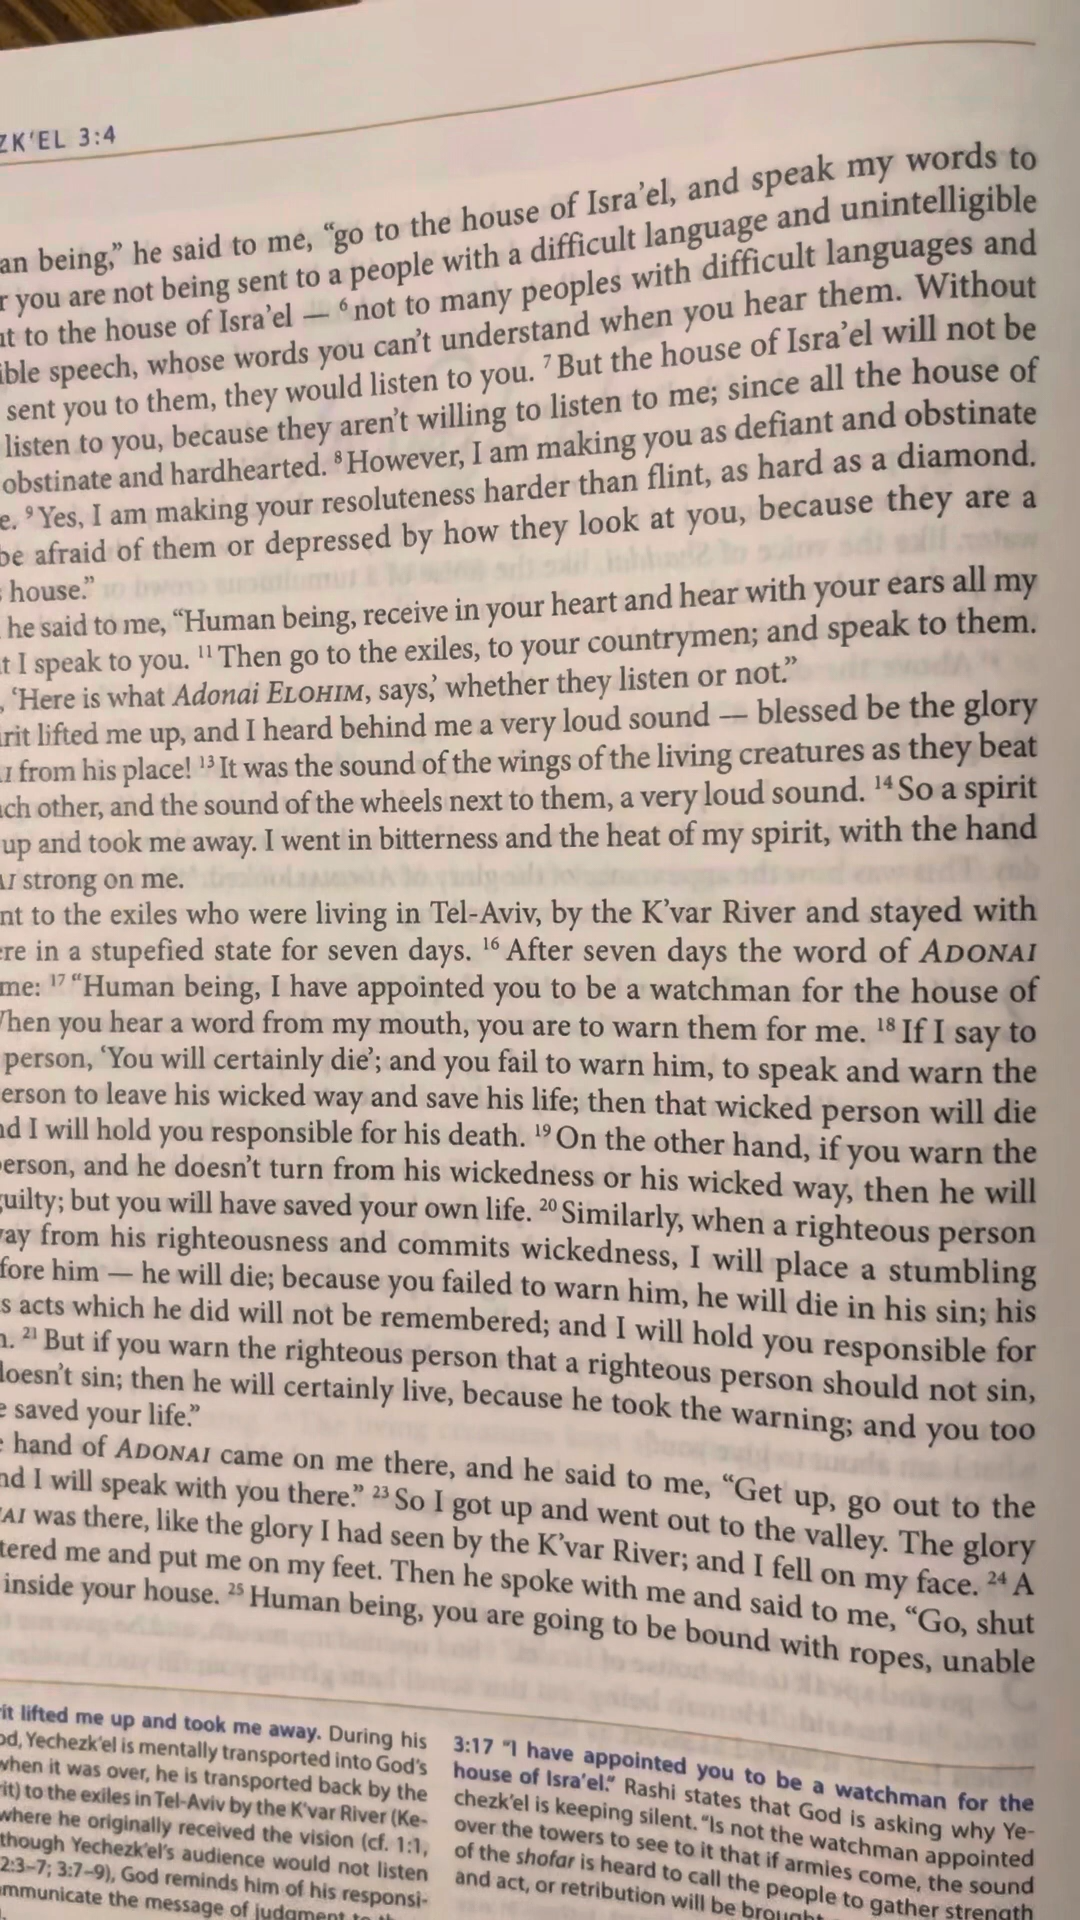 ZK'EL 3:4
an being,” he said to me, “go to the house of Isra’el, and speak my words to
r you are not being sent to a people with a difficult language and unintelligible
ut to the house of Isra’el — ⁶ not to many peoples with difficult languages and
ible speech, whose words you can’t understand when you hear them. Without
sent you to them, they would listen to you. ⁷ But the house of Isra’el will not be
listen to you, because they aren’t willing to listen to me; since all the house of
obstinate and hardhearted. ⁸ However, I am making you as defiant and obstinate
e. ⁹ Yes, I am making your resoluteness harder than flint, as hard as a diamond.
be afraid of them or depressed by how they look at you, because they are a
house.”
he said to me, “Human being, receive in your heart and hear with your ears all my
t I speak to you. ¹¹ Then go to the exiles, to your countrymen; and speak to them.
, ‘Here is what Adonai ELOHIM, says,’ whether they listen or not.”
irit lifted me up, and I heard behind me a very loud sound — blessed be the glory
I from his place! ¹³ It was the sound of the wings of the living creatures as they beat
ach other, and the sound of the wheels next to them, a very loud sound. ¹⁴ So a spirit
up and took me away. I went in bitterness and the heat of my spirit, with the hand
AI strong on me.
nt to the exiles who were living in Tel-Aviv, by the K’var River and stayed with
ere in a stupefied state for seven days. ¹⁶ After seven days the word of ADONAI
me: ¹⁷ “Human being, I have appointed you to be a watchman for the house of
When you hear a word from my mouth, you are to warn them for me. ¹⁸ If I say to
person, ‘You will certainly die’; and you fail to warn him, to speak and warn the
erson to leave his wicked way and save his life; then that wicked person will die
nd I will hold you responsible for his death. ¹⁹ On the other hand, if you warn the
erson, and he doesn’t turn from his wickedness or his wicked way, then he will
guilty; but you will have saved your own life. ²⁰ Similarly, when a righteous person
ay from his righteousness and commits wickedness, I will place a stumbling
fore him — he will die; because you failed to warn him, he will die in his sin; his
s acts which he did will not be remembered; and I will hold you responsible for
h. ²¹ But if you warn the righteous person that a righteous person should not sin,
doesn’t sin; then he will certainly live, because he took the warning; and you too
e saved your life.”
hand of ADONAI came on me there, and he said to me, “Get up, go out to the
nd I will speak with you there.” ²³ So I got up and went out to the valley. The glory
AI was there, like the glory I had seen by the K’var River; and I fell on my face. ²⁴ A
tered me and put me on my feet. Then he spoke with me and said to me, “Go, shut
inside your house. ²⁵ Human being, you are going to be bound with ropes, unable
rit lifted me up and took me away. During his
od, Yechezk’el is mentally transported into God’s
when it was over, he is transported back by the
rit) to the exiles in Tel-Aviv by the K’var River (Ke-
where he originally received the vision (cf. 1:1,
though Yechezk’el’s audience would not listen
2:3–7; 3:7–9), God reminds him of his responsi-
mmunicate the message of judgment to
3:17 “I have appointed you to be a watchman for the
house of Isra’el.” Rashi states that God is asking why Ye-
chezk’el is keeping silent. “Is not the watchman appointed
over the towers to see to it that if armies come, the sound
of the shofar is heard to call the people to gather strength
and act, or retribution will be brought